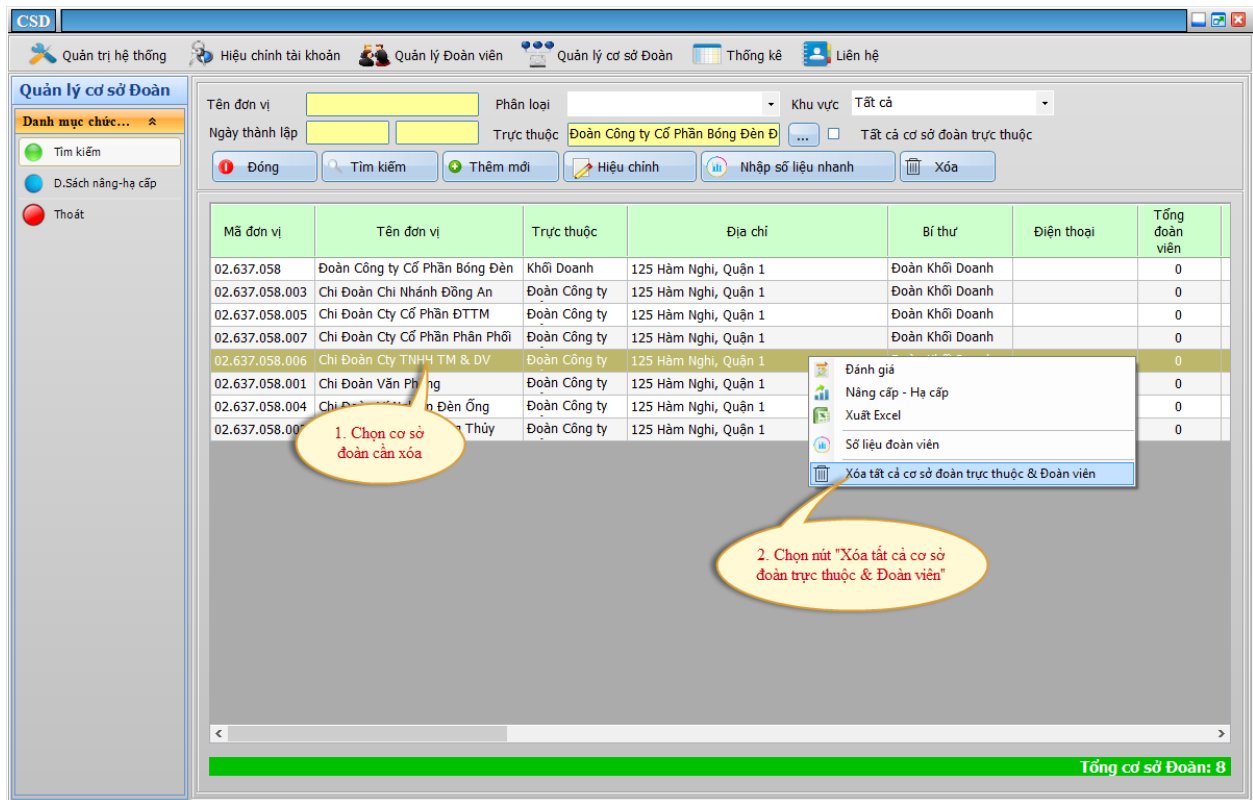 CSD
Quản trị hệ thống Hiệu chỉnh tài khoản Quản lý Đoàn viên Quản lý cơ sở Đoàn Thống kê Liên hệ
Quản lý cơ sở Đoàn
Danh mục chức...
Tìm kiếm
D.Sách nâng-hạ cấp
Thoát
Tên đơn vị Phân loại Khu vực Tất cả
Ngày thành lập Trực thuộc Đoàn Công ty Cổ Phần Bóng Đèn Đ ... Tất cả cơ sở đoàn trực thuộc
Đóng Tìm kiếm Thêm mới Hiệu chỉnh Nhập số liệu nhanh Xóa
Mã đơn vị Tên đơn vị Trực thuộc Địa chỉ Bí thư Điện thoại Tổng đoàn viên
02.637.058 Đoàn Công ty Cổ Phần Bóng Đèn Khối Doanh 125 Hàm Nghi, Quận 1 Đoàn Khối Doanh 0
02.637.058.003 Chi Đoàn Chi Nhánh Đồng An Đoàn Công ty 125 Hàm Nghi, Quận 1 Đoàn Khối Doanh 0
02.637.058.005 Chi Đoàn Cty Cổ Phần ĐTTM Đoàn Công ty 125 Hàm Nghi, Quận 1 Đoàn Khối Doanh 0
02.637.058.007 Chi Đoàn Cty Cổ Phần Phân Phối Đoàn Công ty 125 Hàm Nghi, Quận 1 Đoàn Khối Doanh 0
02.637.058.006 Chi Đoàn Cty TNHH TM & DV Đoàn Công ty 125 Hàm Nghi, Quận 1 0
02.637.058.001 Chi Đoàn Văn Đoàn Công ty 125 Hàm Nghi, Quận 1 0
02.637.058.004 Chi Đèn Ống Đoàn Công ty 125 Hàm Nghi, Quận 1 0
Thủy Đoàn Công ty 125 Hàm Nghi, Quận 1 0
Đánh giá
Nâng cấp - Hạ cấp
Xuất Excel
Số liệu đoàn viên
Xóa tất cả cơ sở đoàn trực thuộc & Đoàn viên
1. Chọn cơ sở
đoàn cần xóa
2. Chọn nút "Xóa tất cả cơ sở
đoàn trực thuộc & Đoàn viên"
Tổng cơ sở Đoàn: 8